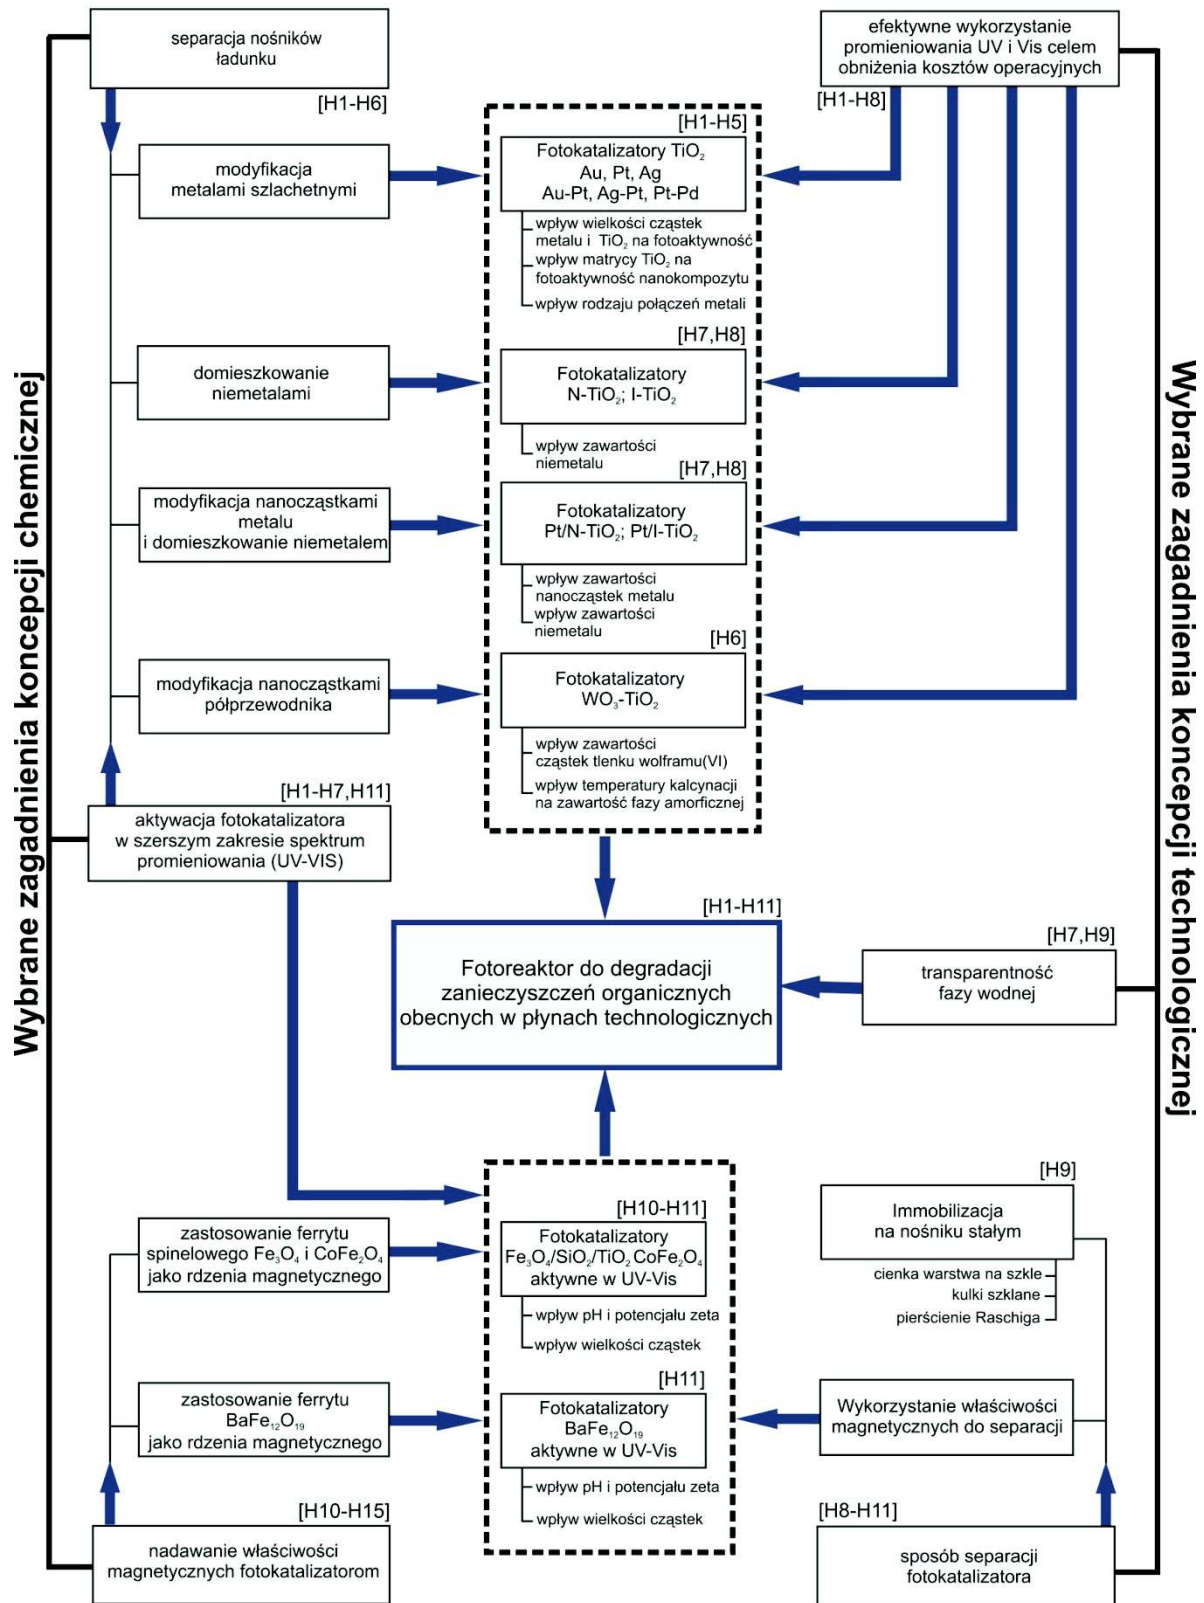 Wybrane zagadnienia koncepcji chemicznej
separacja nośników
ładunku
[H1-H6]
efektywne wykorzystanie
promieniowania UV i Vis celem
obniżenia kosztów operacyjnych
[H1-H8]
Wybrane zagadnienia koncepcji technologicznej
modyfikacja
metalami szlachetnymi
[H1-H5]
Fotokatalizatory TiO₂
Au, Pt, Ag
Au-Pt, Ag-Pt, Pt-Pd
wpływ wielkości cząstek
metalu i TiO₂ na fotoaktywność
wpływ matrycy TiO₂ na
fotoaktywność nanokompozytu
wpływ rodzaju połączeń metali
domieszkowanie
niemetalami
[H7,H8]
Fotokatalizatory
N-TiO₂; I-TiO₂
wpływ zawartości
niemetalu
modyfikacja nanocząstkami
metalu
i domieszkowanie niemetalem
[H7,H8]
Fotokatalizatory
Pt/N-TiO₂; Pt/I-TiO₂
wpływ zawartości
nanocząstek metalu
wpływ zawartości
niemetalu
modyfikacja nanocząstkami
półprzewodnika
[H6]
Fotokatalizatory
WO₃-TiO₂
wpływ zawartości
cząstek tlenku wolframu(VI)
wpływ temperatury kalcynacji
na zawartość fazy amorficznej
[H1-H7,H11]
aktywacja fotokatalizatora
w szerszym zakresie spektrum
promieniowania (UV-VIS)
[H1-H11]
Fotoreaktor do degradacji
zanieczyszczeń organicznych
obecnych w płynach technologicznych
[H7,H9]
transparentność
fazy wodnej
zastosowanie ferrytu
spinelowego Fe₃O₄ i CoFe₂O₄
jako rdzenia magnetycznego
[H10-H11]
Fotokatalizatory
Fe₃O₄/SiO₂/TiO₂ CoFe₂O₄
aktywne w UV-Vis
wpływ pH i potencjału zeta
wpływ wielkości cząstek
[H9]
Immobilizacja
na nośniku stałym
cienka warstwa na szkle
kulki szklane
pierścienie Raschiga
zastosowanie ferrytu
BaFe₁₂O₁₉
jako rdzenia magnetycznego
[H11]
Fotokatalizatory
BaFe₁₂O₁₉
aktywne w UV-Vis
wpływ pH i potencjału zeta
wpływ wielkości cząstek
Wykorzystanie właściwości
magnetycznych do separacji
[H10-H15]
nadawanie właściwości
magnetycznych fotokatalizatorom
[H8-H11]
sposób separacji
fotokatalizatora